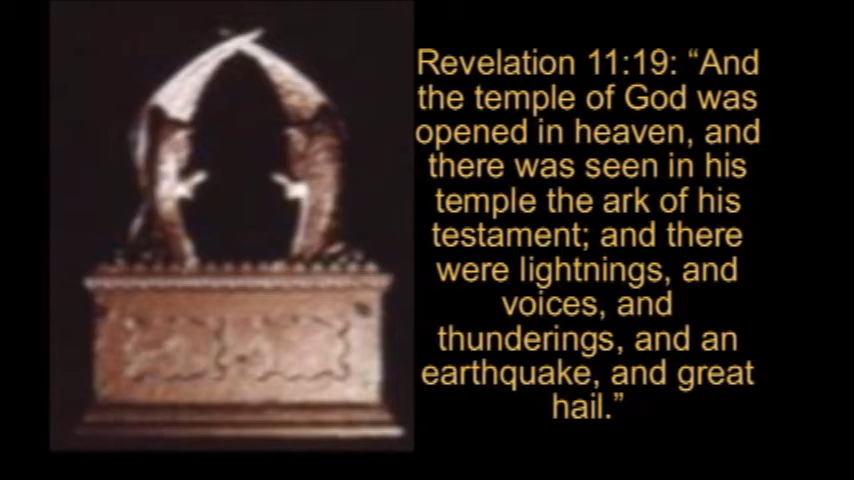 Revelation 11:19: “And
the temple of God was
opened in heaven, and
there was seen in his
temple the ark of his
testament; and there
were lightnings, and
voices, and
thunderings, and an
earthquake, and great
hail.”